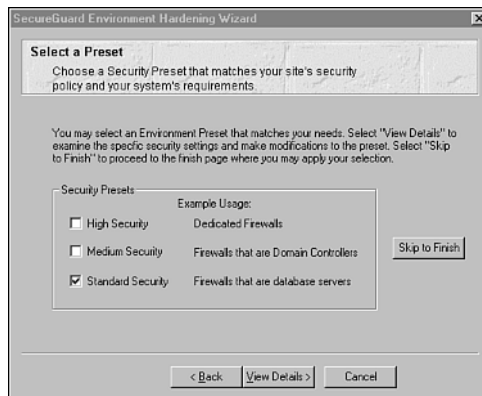 SecureGuard Environment Hardening Wizard
Select a Preset
Choose a Security Preset that matches your site's security
policy and your system's requirements.
You may select an Environment Preset that matches your needs. Select "View Details" to
examine the specfic security settings and make modifications to the preset. Select "Skip
to Finish" to proceed to the finish page where you may apply your selection.
Security Presets
Example Usage:
High Security Dedicated Firewalls
Medium Security Firewalls that are Domain Controllers
Skip to Finish
Standard Security Firewalls that are database servers
< Back View Details > Cancel